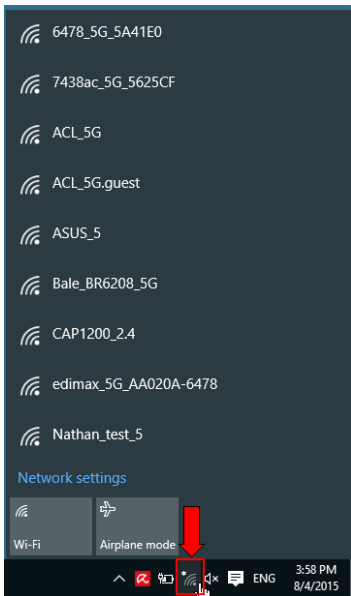 6478_5G_5A41E0
7438ac_5G_5625CF
ACL_5G
ACL_5G.guest
ASUS_5
Bale_BR6208_5G
CAP1200_2.4
edimax_5G_AA020A-6478
Nathan_test_5
Network settings
Wi-Fi
Airplane mode
ENG
3:58 PM
8/4/2015